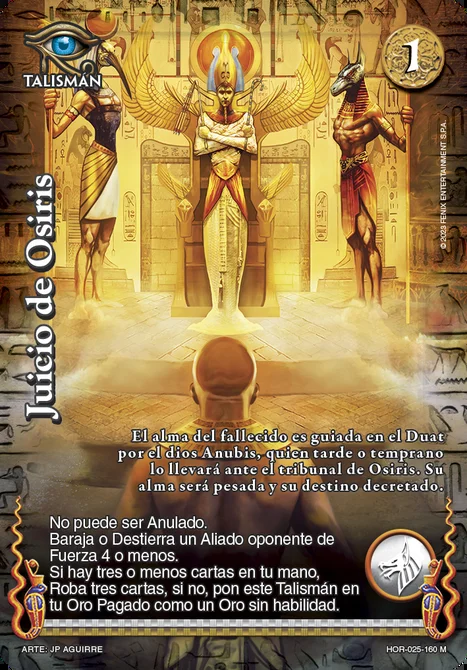 TALISMÁN
1
Juicio de Osiris
© 2023 FENIX ENTERTAINMENT S.P.A.
El alma del fallecido es guiada en el Duat
por el dios Anubis, quien tarde o temprano
lo llevará ante el tribunal de Osiris. Su
alma será pesada y su destino decretado.
No puede ser Anulado.
Baraja o Destierra un Aliado oponente de
Fuerza 4 o menos.
Si hay tres o menos cartas en tu mano,
Roba tres cartas, si no, pon este Talismán en
tu Oro Pagado como un Oro sin habilidad.
ARTE: JP AGUIRRE
HOR-025-160 M